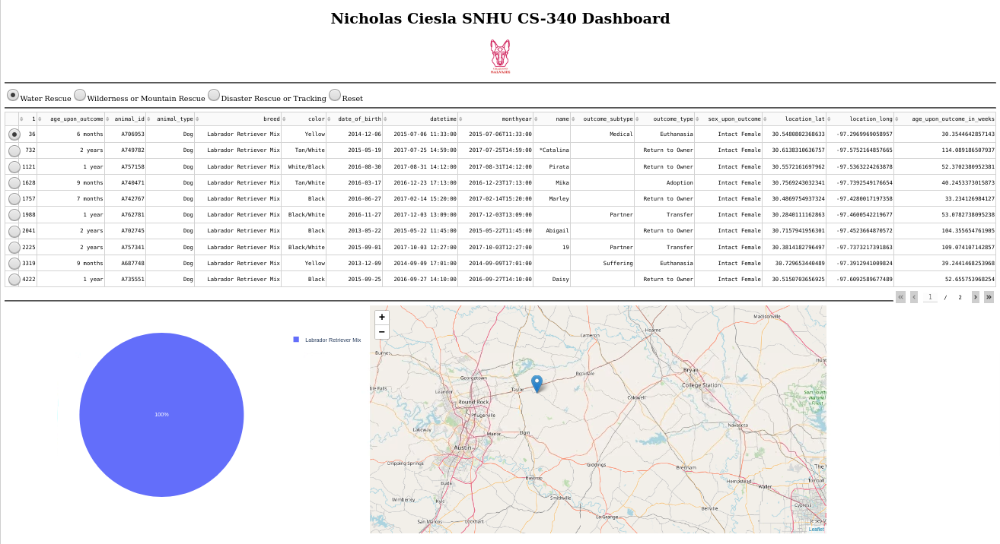 Nicholas Ciesla SNHU CS-340 Dashboard
SALVARE
Water Rescue Wilderness or Mountain Rescue Disaster Rescue or Tracking Reset
1 age_upon_outcome animal_id animal_type breed color date_of_birth datetime monthyear name outcome_subtype outcome_type sex_upon_outcome location_lat location_long age_upon_outcome_in_weeks
36 6 months A706953 Dog Labrador Retriever Mix Yellow 2014-12-06 2015-07-06 11:33:00 2015-07-06T11:33:00 Medical Euthanasia Intact Female 30.5480802368633 -97.2969969058957 30.3544642857143
732 2 years A749782 Dog Labrador Retriever Mix Tan/White 2015-05-19 2017-07-25 14:59:00 2017-07-25T14:59:00 *Catalina Return to Owner Intact Female 30.6138310636757 -97.5752164857665 114.089186507937
1121 1 year A757158 Dog Labrador Retriever Mix White/Black 2016-08-30 2017-08-31 14:12:00 2017-08-31T14:12:00 Pirata Return to Owner Intact Female 30.5572161697962 -97.5363224263878 52.3702380952381
1628 9 months A740471 Dog Labrador Retriever Mix Tan/White 2016-03-17 2016-12-23 17:13:00 2016-12-23T17:13:00 Mika Adoption Intact Female 30.7569243032341 -97.7392549176654 40.2453373015873
1757 7 months A742767 Dog Labrador Retriever Mix Black 2016-06-27 2017-02-14 15:20:00 2017-02-14T15:20:00 Marley Return to Owner Intact Female 30.4869754937324 -97.4280017197358 33.234126984127
1988 1 year A762781 Dog Labrador Retriever Mix Black/White 2016-11-27 2017-12-03 13:09:00 2017-12-03T13:09:00 Partner Transfer Intact Female 30.2840111162863 -97.4600542219677 53.0782738095238
2041 2 years A702745 Dog Labrador Retriever Mix Black 2013-05-22 2015-05-22 11:45:00 2015-05-22T11:45:00 Abigail Return to Owner Intact Female 30.7157941956301 -97.4523664870572 104.355654761905
2225 2 years A757341 Dog Labrador Retriever Mix Black/White 2015-09-01 2017-10-03 12:27:00 2017-10-03T12:27:00 19 Partner Transfer Intact Female 30.3814182796497 -97.7373217391863 109.074107142857
3319 9 months A687748 Dog Labrador Retriever Mix Yellow 2013-12-09 2014-09-09 17:01:00 2014-09-09T17:01:00 Suffering Euthanasia Intact Female 30.729653440489 -97.3912941009824 39.2441468253968
4222 1 year A735551 Dog Labrador Retriever Mix Black 2015-09-25 2016-09-27 14:10:00 2016-09-27T14:10:00 Daisy Return to Owner Intact Female 30.5150703656925 -97.6092589677489 52.655753968254
1 / 2
Labrador Retriever Mix
100%
+
−
Madisonville
Hearne
Cameron
Burnet
Hunt
Bryan
Rockdale
Georgetown
College Station
ble Falls
Leander
Taylor
Caldwell
Sam Houston National Forest
Round Rock
Pflugerville
Navasota
Lakeway
Manor
Elgin
Austin
Dripping Springs
Giddings
Brenham
The W
Bastrop
Hempstead
Tomball
Buda
Waller
Wimberley
Kyle
Smithville
Bellville
Cypress
San Marcos
Lockhart
La Grange
Jersey V
Leaflet